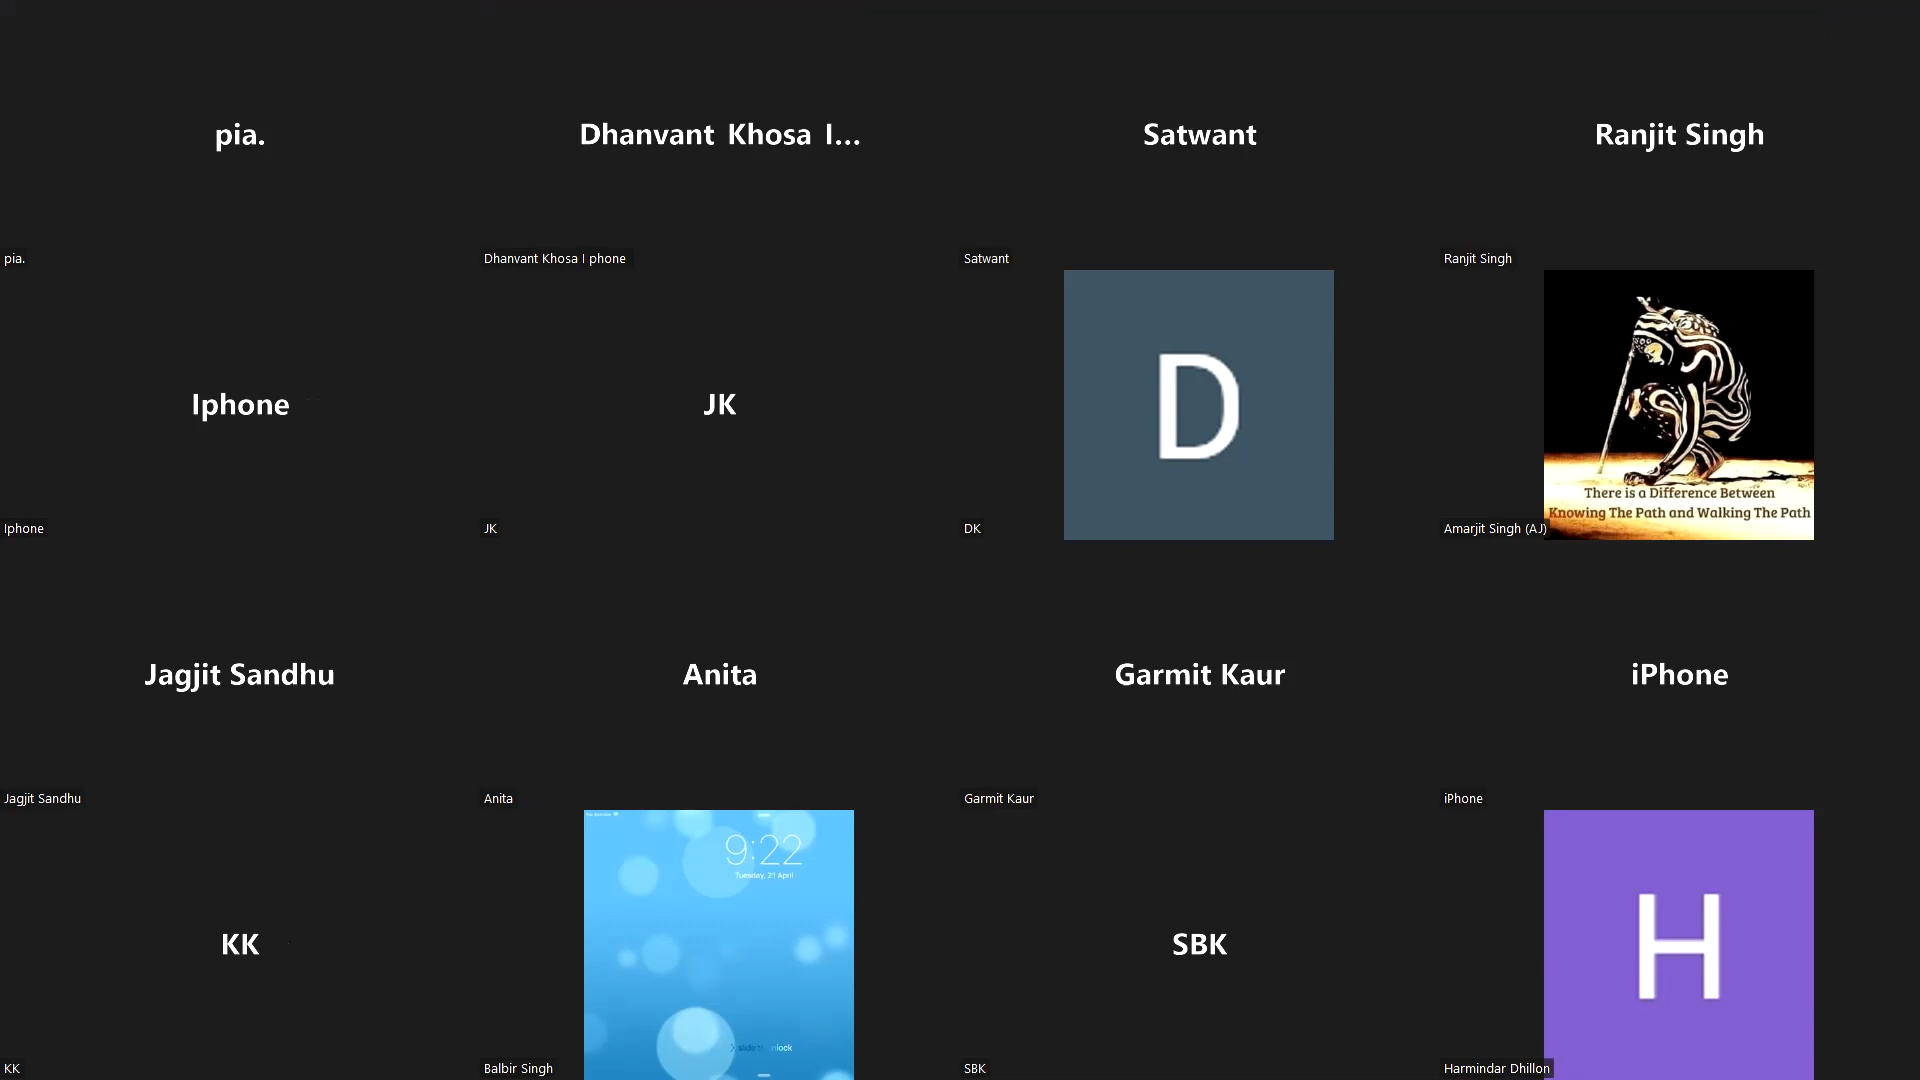 pia.
Dhanvant Khosa I...
Satwant
Ranjit Singh
pia.
Dhanvant Khosa I phone
Satwant
Ranjit Singh
Iphone
JK
D
There is a Difference Between
Knowing The Path and Walking The Path
Iphone
JK
DK
Amarjit Singh (AJ)
Jagjit Sandhu
Anita
Garmit Kaur
iPhone
Jagjit Sandhu
Anita
Garmit Kaur
iPhone
9:22
Tuesday, 21 April
KK
SBK
H
KK
Balbir Singh
SBK
Harmindar Dhillon